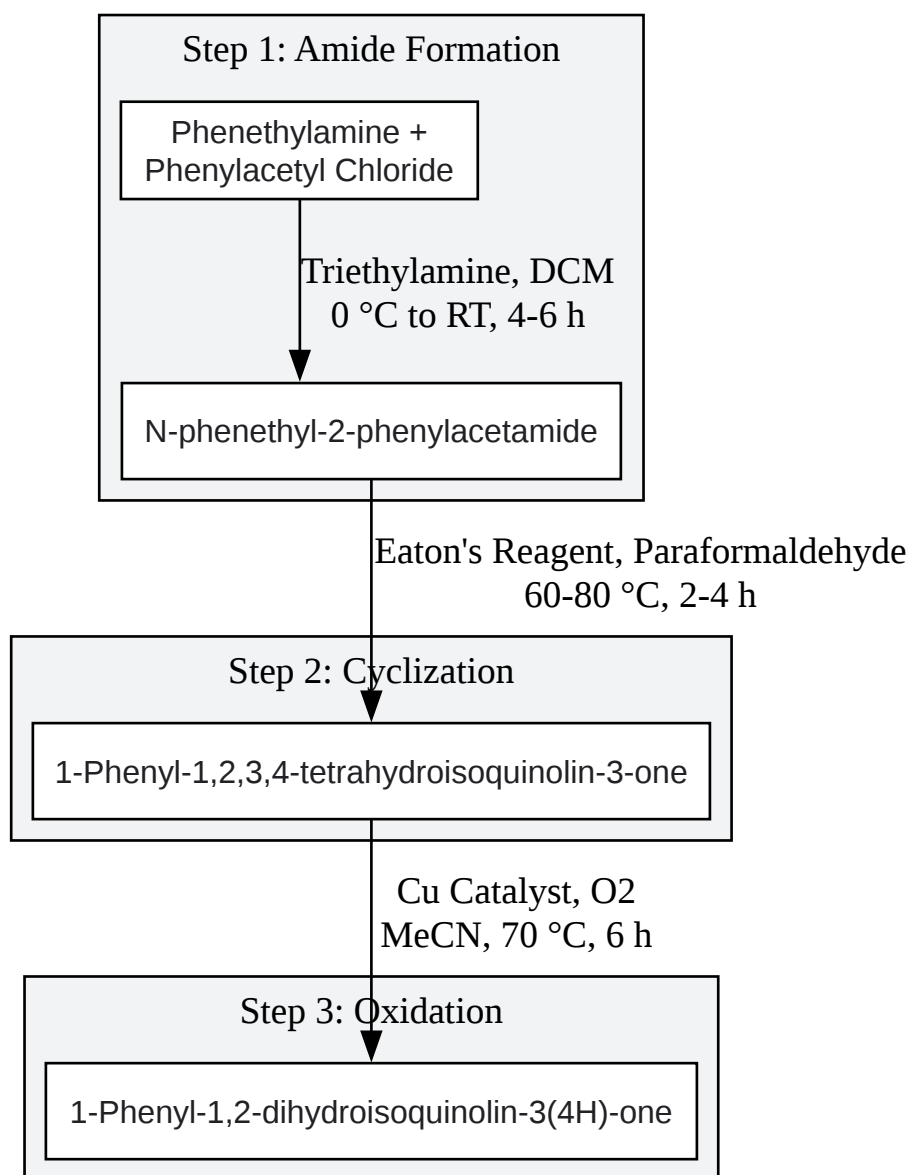 Step 1: Amide Formation
Phenethylamine +
Phenylacetyl Chloride
Triethylamine, DCM
0 °C to RT, 4-6 h
N-phenethyl-2-phenylacetamide
Eaton's Reagent, Paraformaldehyde
60-80 °C, 2-4 h
Step 2: Cyclization
1-Phenyl-1,2,3,4-tetrahydroisoquinolin-3-one
Cu Catalyst, O2
MeCN, 70 °C, 6 h
Step 3: Oxidation
1-Phenyl-1,2-dihydroisoquinolin-3(4H)-one